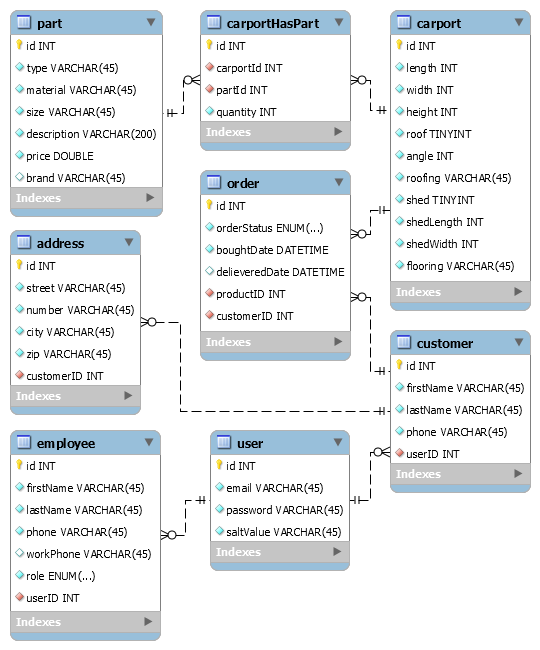 part
id INT
type VARCHAR(45)
material VARCHAR(45)
size VARCHAR(45)
description VARCHAR(200)
price DOUBLE
brand VARCHAR(45)
Indexes
carportHasPart
id INT
carportId INT
partId INT
quantity INT
Indexes
carport
id INT
length INT
width INT
height INT
roof TINYINT
angle INT
roofing VARCHAR(45)
shed TINYINT
shedLength INT
shedWidth INT
flooring VARCHAR(45)
Indexes
order
id INT
orderStatus ENUM(...)
boughtDate DATETIME
delieveredDate DATETIME
productID INT
customerID INT
Indexes
address
id INT
street VARCHAR(45)
number VARCHAR(45)
city VARCHAR(45)
zip VARCHAR(45)
customerID INT
Indexes
customer
id INT
firstName VARCHAR(45)
lastName VARCHAR(45)
phone VARCHAR(45)
userID INT
Indexes
employee
id INT
firstName VARCHAR(45)
lastName VARCHAR(45)
phone VARCHAR(45)
workPhone VARCHAR(45)
role ENUM(...)
userID INT
Indexes
user
id INT
email VARCHAR(45)
password VARCHAR(45)
saltValue VARCHAR(45)
Indexes